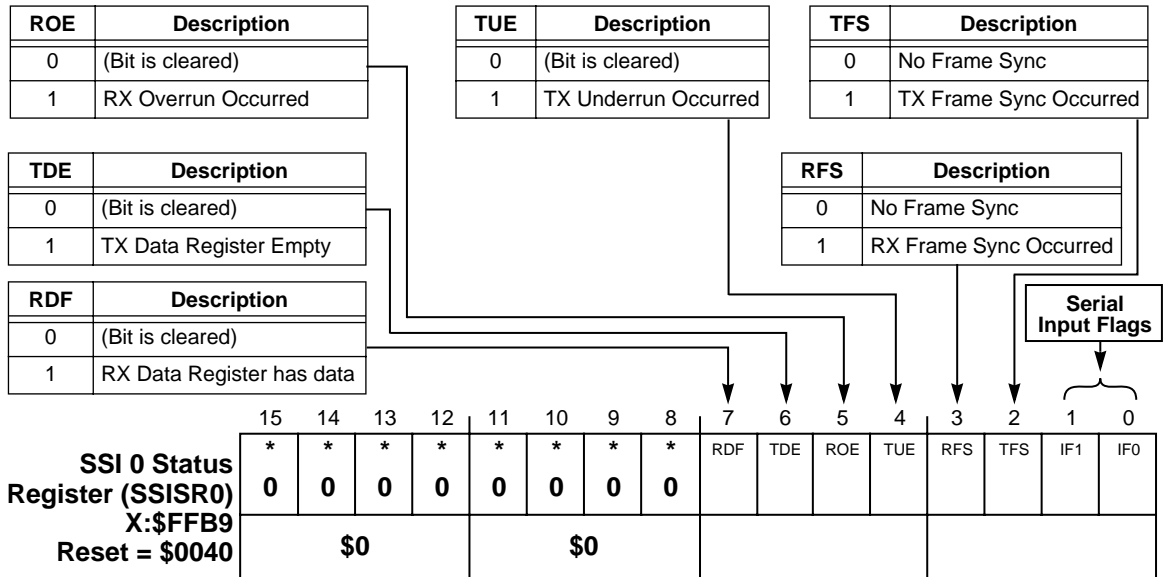 ROE Description
0 (Bit is cleared)
1 RX Overrun Occurred
TUE Description
0 (Bit is cleared)
1 TX Underrun Occurred
TFS Description
0 No Frame Sync
1 TX Frame Sync Occurred
TDE Description
0 (Bit is cleared)
1 TX Data Register Empty
RFS Description
0 No Frame Sync
1 RX Frame Sync Occurred
RDF Description
0 (Bit is cleared)
1 RX Data Register has data
Serial
Input Flags
15 14 13 12 11 10 9 8 7 6 5 4 3 2 1 0
* * * * * * * * RDF TDE ROE TUE RFS TFS IF1 IF0
0 0 0 0 0 0 0 0
SSI 0 Status
Register (SSISR0)
X:$FFB9
Reset = $0040
$0 $0